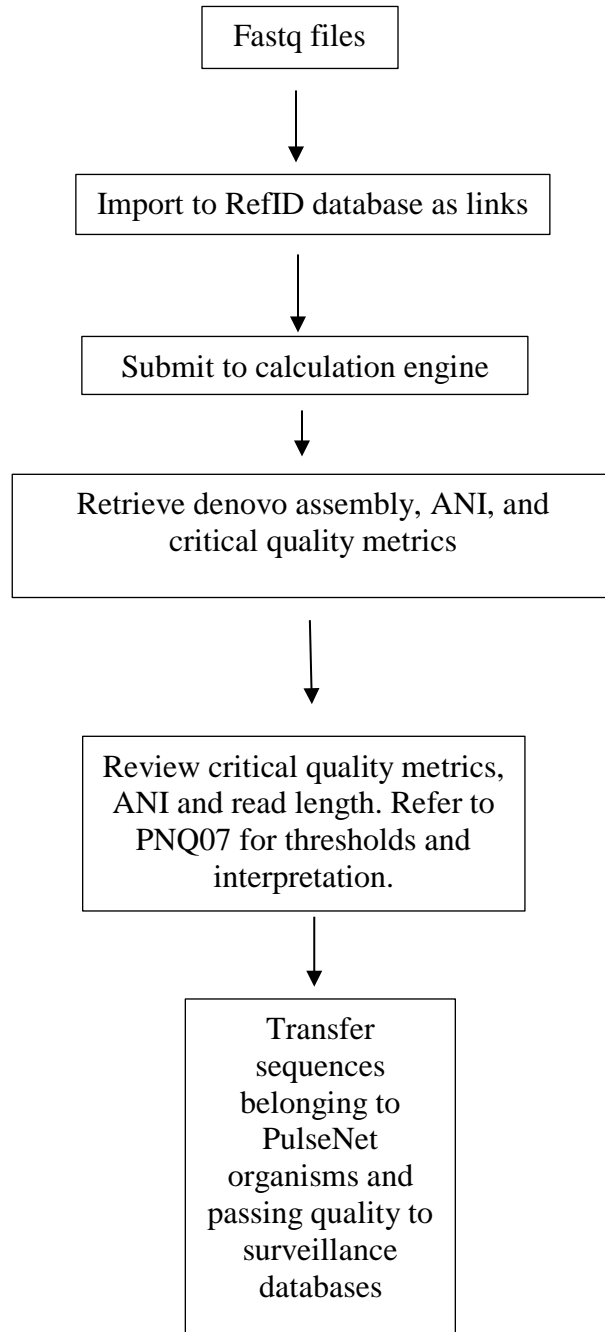 Fastq files
Import to RefID database as links
Submit to calculation engine
Retrieve denovo assembly, ANI, and
critical quality metrics
Review critical quality metrics,
ANI and read length. Refer to
PNQ07 for thresholds and
interpretation.
Transfer
sequences
belonging to
PulseNet
organisms and
passing quality to
surveillance
databases